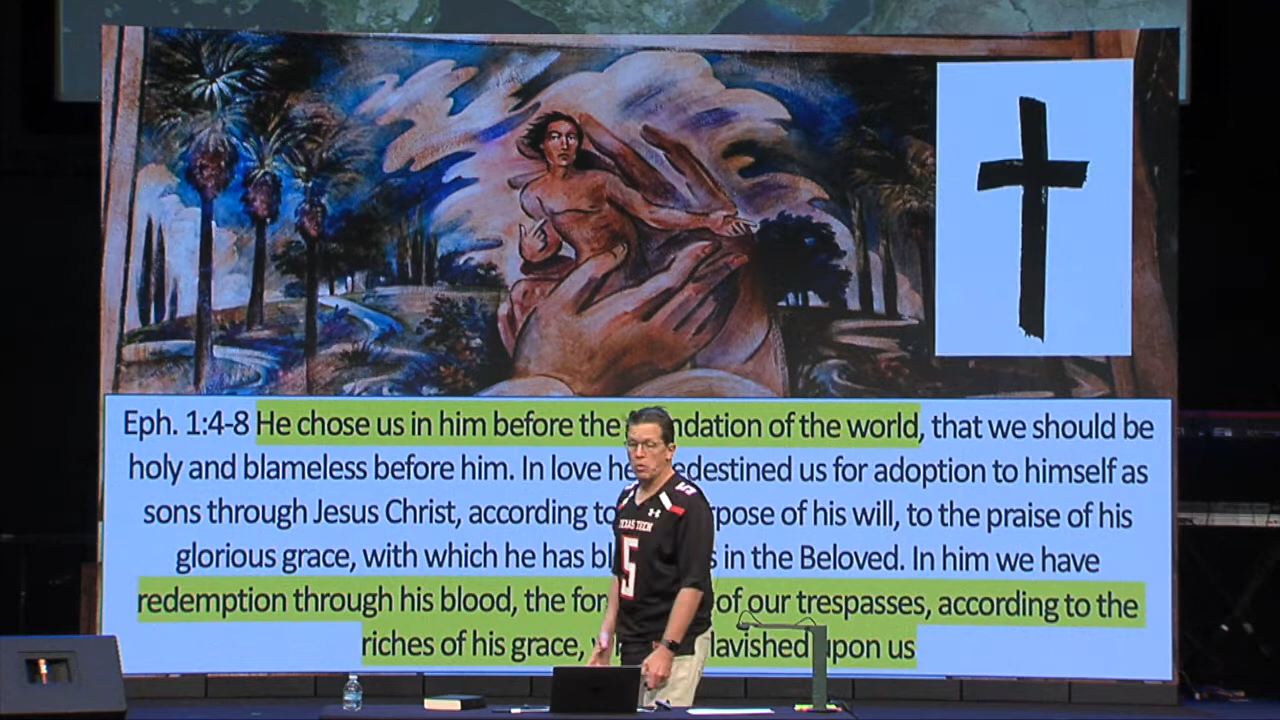 Eph. 1:4-8 He chose us in him before the ndation of the world, that we should be
holy and blameless before him. In love he edestined us for adoption to himself as
sons through Jesus Christ, according to pose of his will, to the praise of his
glorious grace, with which he has bl s in the Beloved. In him we have
redemption through his blood, the for of our trespasses, according to the
riches of his grace, lavished upon us
TEXAS TECH
5
5